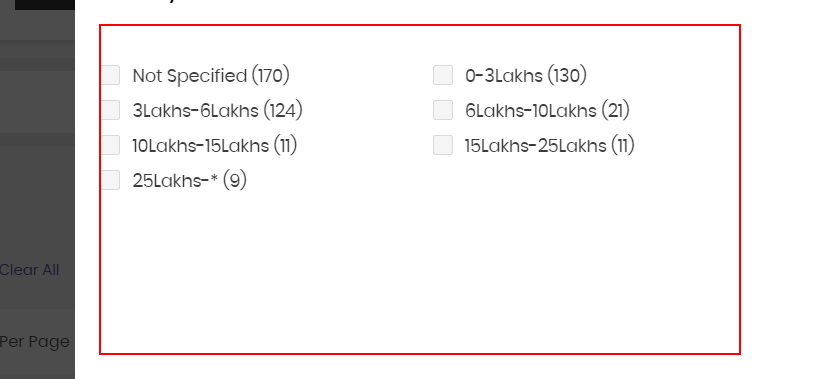 Not Specified (170)
0-3Lakhs (130)
3Lakhs-6Lakhs (124)
6Lakhs-10Lakhs (21)
10Lakhs-15Lakhs (11)
15Lakhs-25Lakhs (11)
25Lakhs-* (9)
Clear All
Per Page